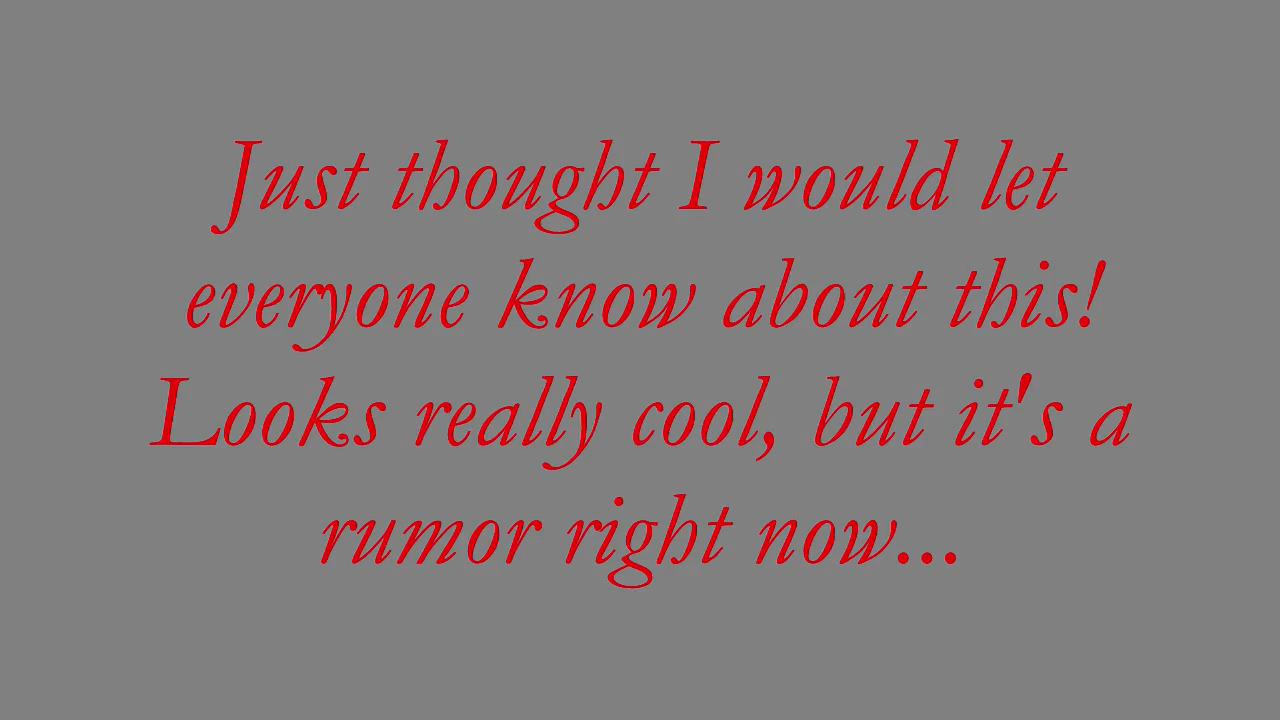 Just thought I would let
everyone know about this!
Looks really cool, but it's a
rumor right now...